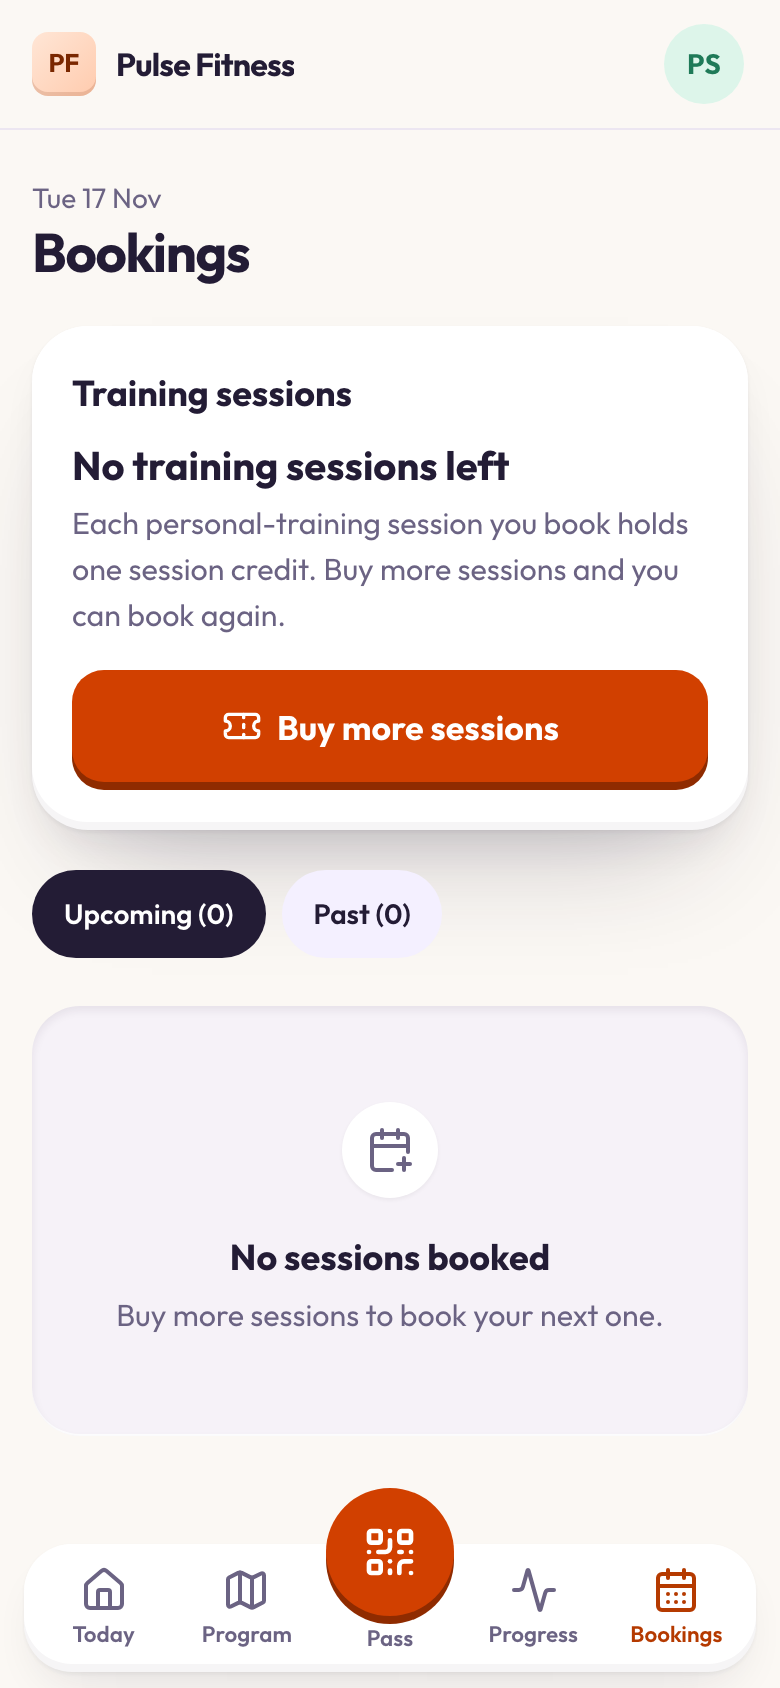 PF
Pulse Fitness
PS
Tue 17 Nov
Bookings
Training sessions
No training sessions left
Each personal-training session you book holds
one session credit. Buy more sessions and you
can book again.
Buy more sessions
Upcoming (0)
Past (0)
No sessions booked
Buy more sessions to book your next one.
Today
Program
Pass
Progress
Bookings